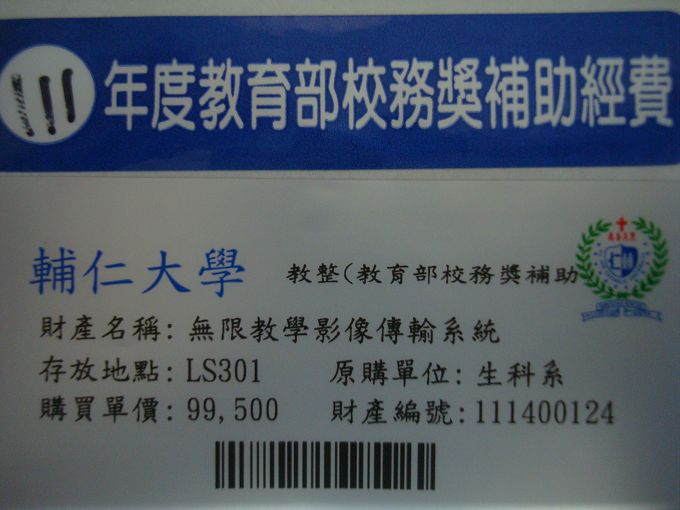 111年度教育部校務獎補助經費
輔仁大學 教整(教育部校務獎補助
財產名稱: 無限教學影像傳輸系統
存放地點: LS301 原購單位: 生科系
購買單價: 99,500 財產編號: 111400124